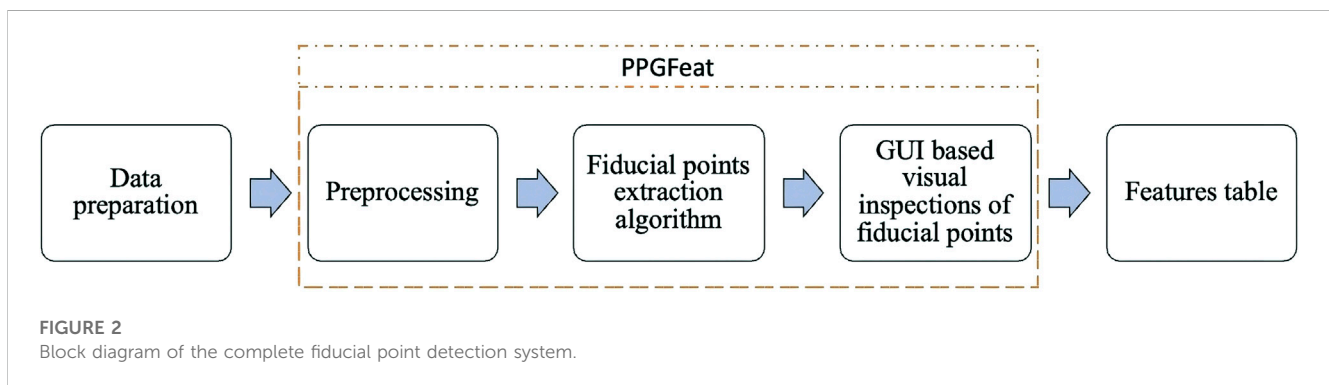 PPGFeat
Data
preparation
Preprocessing
Fiducial points
extraction
algorithm
GUI based
visual
inspections of
fiducial points
Features table
FIGURE 2
Block diagram of the complete fiducial point detection system.